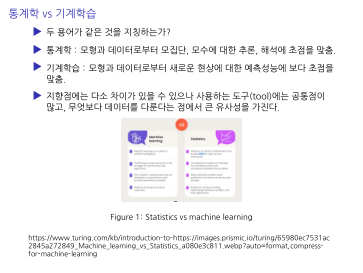 통계학 vs 기계학습
▶ 두 용어가 같은 것을 지칭하는가?
▶ 통계학 : 모형과 데이터로부터 모집단, 모수에 대한 추론, 해석에 초점을 맞춤.
▶ 기계학습 : 모형과 데이터로부터 새로운 현상에 대한 예측성능에 보다 초점을
맞춤.
▶ 지향점에는 다소 차이가 있을 수 있으나 사용하는 도구(tool)에는 공통점이
많고, 무엇보다 데이터를 다룬다는 점에서 큰 유사성을 가진다.
Machine
learning
VS
Statistics
Figure 1: Statistics vs machine learning
https://www.turing.com/kb/introduction-to-https://images.prismic.io/turing/65980ec7531ac
2845a272849_Machine_learning_vs_Statistics_a080e3c811.webp?auto=format,compress-
for-machine-learning